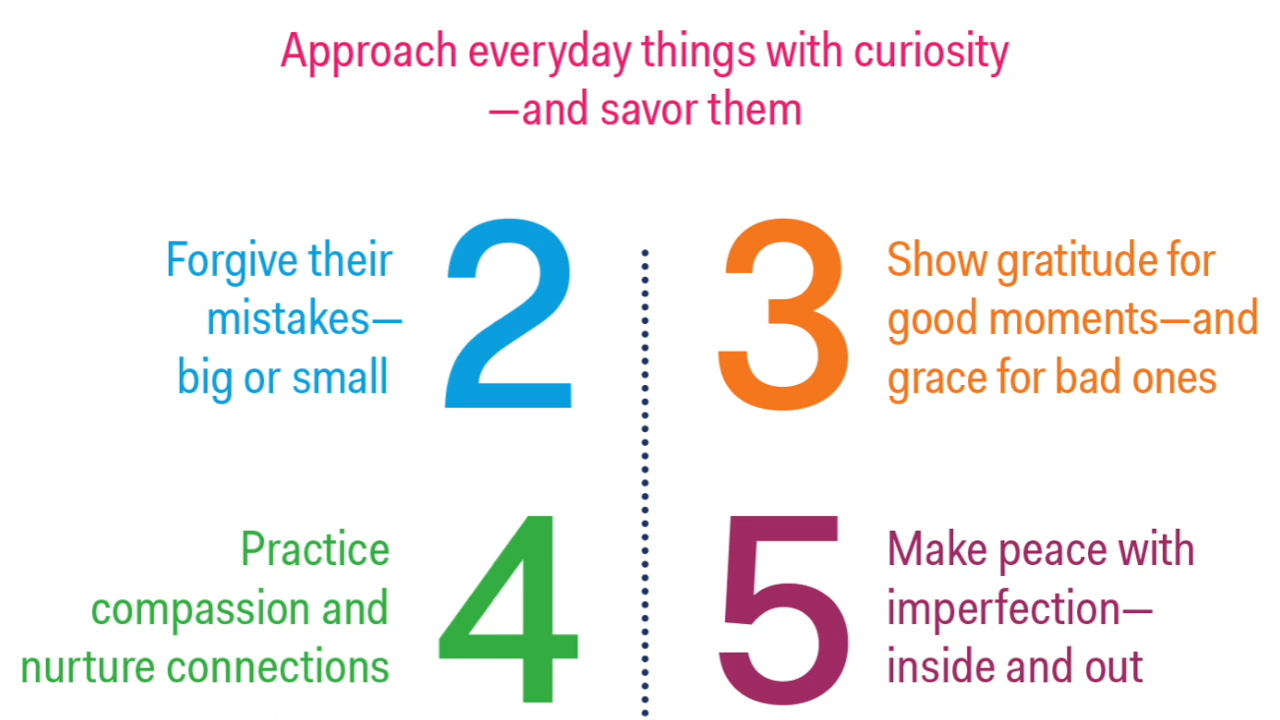 Approach everyday things with curiosity
—and savor them
Forgive their
mistakes—
big or small
2
3
Show gratitude for
good moments—and
grace for bad ones
Practice
compassion and
nurture connections
4
5
Make peace with
imperfection—
inside and out